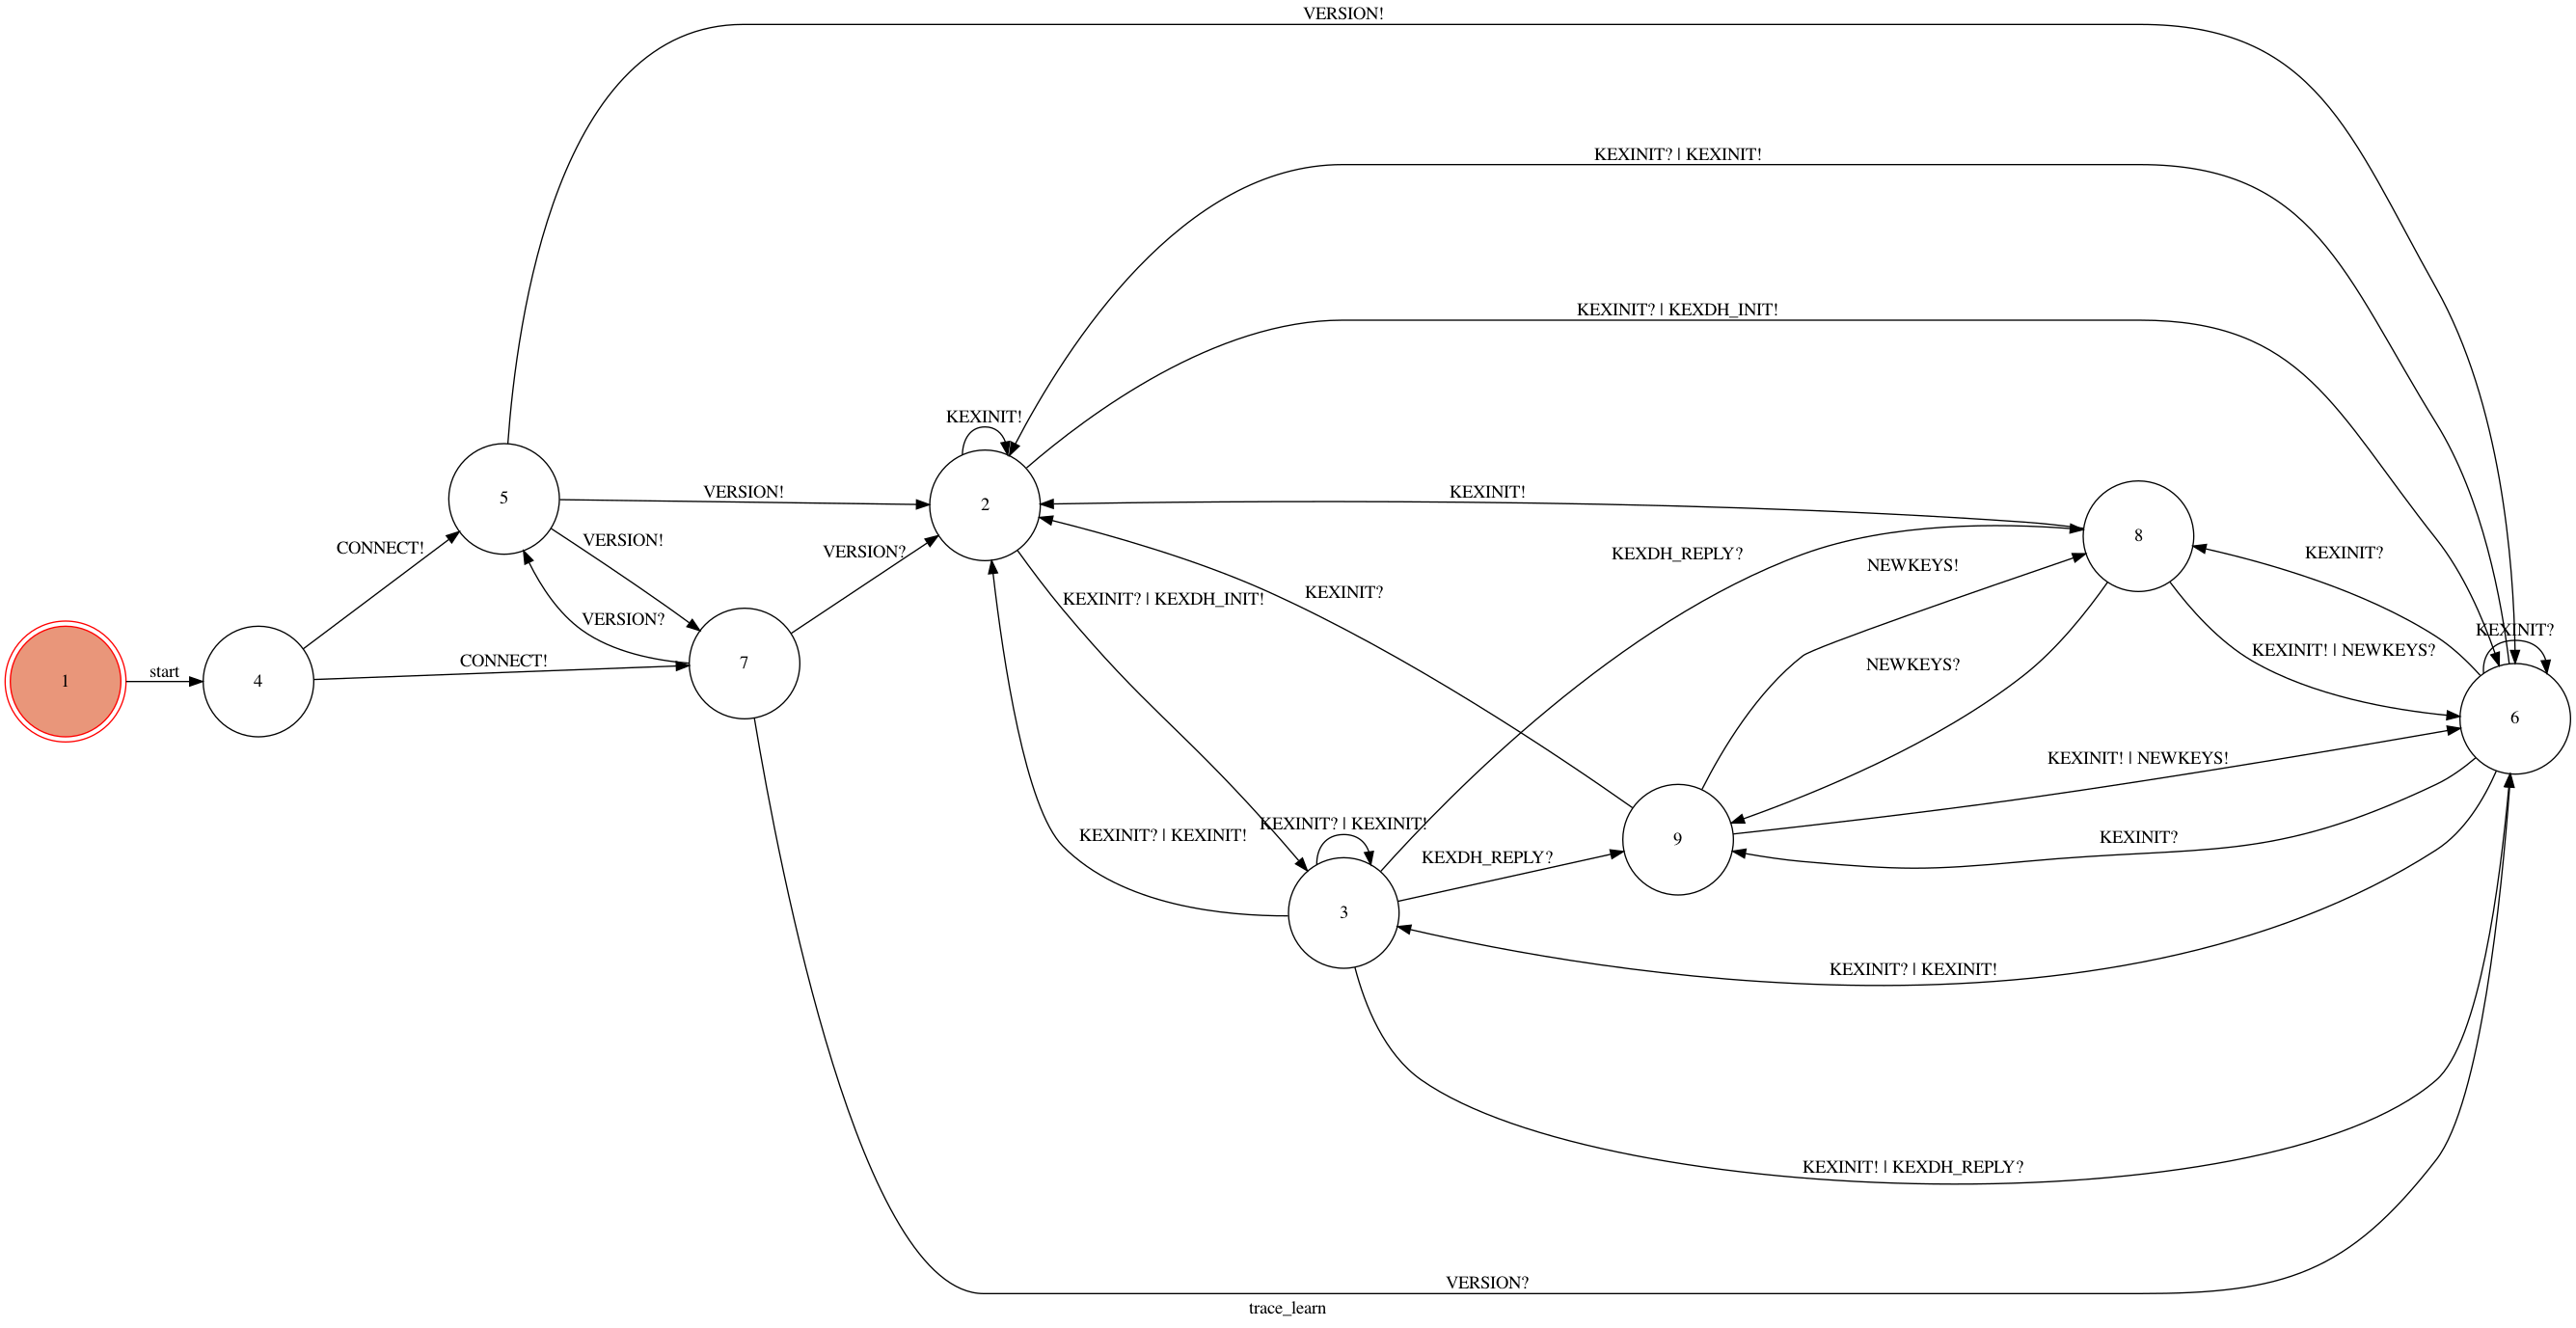 VERSION!
KEXINIT? | KEXINIT!
KEXINIT? | KEXDH_INIT!
KEXINIT!
5
VERSION!
2
KEXINIT!
CONNECT!
VERSION!
VERSION?
8
KEXDH_REPLY?
NEWKEYS!
KEXINIT?
KEXINIT?
KEXINIT? | KEXDH_INIT!
VERSION?
KEXINIT?
KEXINIT! | NEWKEYS?
1
start
4
CONNECT!
7
NEWKEYS?
6
KEXINIT! | NEWKEYS!
KEXINIT? | KEXINIT!
KEXINIT? | KEXINIT!
9
KEXINIT?
KEXDH_REPLY?
3
KEXINIT? | KEXINIT!
KEXINIT! | KEXDH_REPLY?
VERSION?
trace_learn